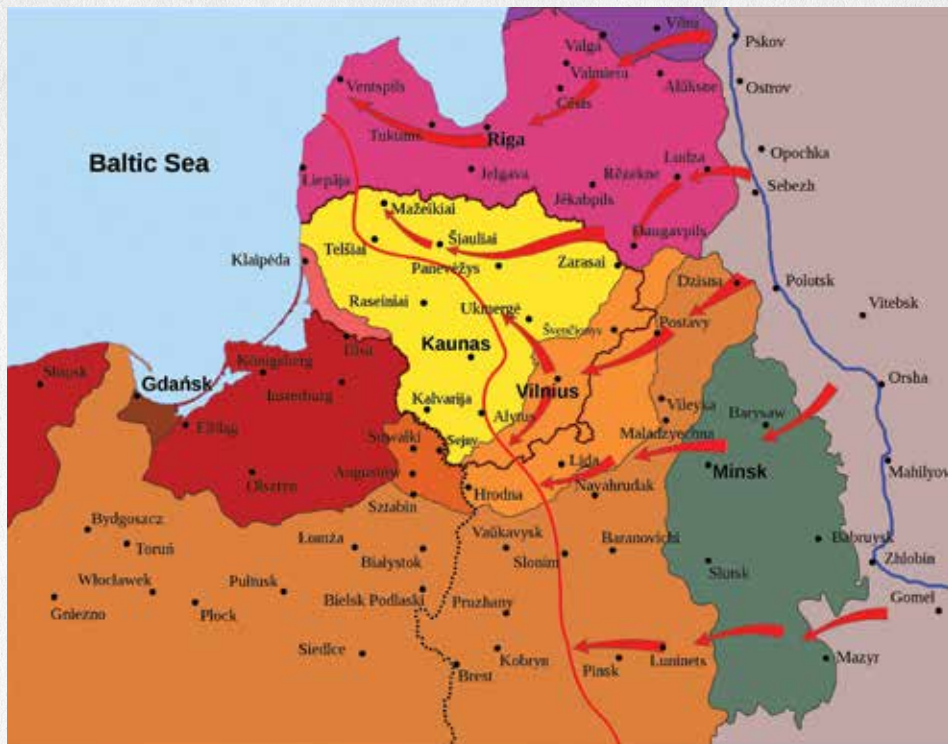 Vilnu
Valga
Pskov
Valmiera
Alūksne
Ventspils
Cēsis
Ostrov
Tukums
Riga
Opochka
Baltic Sea
Ludza
Liepāja
Jelgava
Rēzekne
Sebezh
Jēkabpils
Mažeikiai
Daugavpils
Telšiai
Šiauliai
Klaipėda
Panevėžys
Zarasai
Dzisna
Polotsk
Raseiniai
Ukmergė
Vitebsk
Švenčionys
Postavy
Königsberg
Kaunas
Słupsk
Gdańsk
Insterburg
Vilnius
Orsha
Kalvarija
Alytus
Vileyka
Barysaw
Elbląg
Suwałki
Sejny
Maladzyechna
Augustów
Lida
Minsk
Mahilyow
Olsztyn
Hrodna
Navahrudak
Sztabin
Bydgoszcz
Toruń
Łomża
Białystok
Vaŭkavysk
Slonim
Baranovichi
Babruysk
Slutsk
Zhlobin
Włocławek
Pułtusk
Gniezno
Płock
Bielsk Podlaski
Pruzhany
Gomel
Siedlce
Kobryn
Pinsk
Luninets
Mazyr
Brest